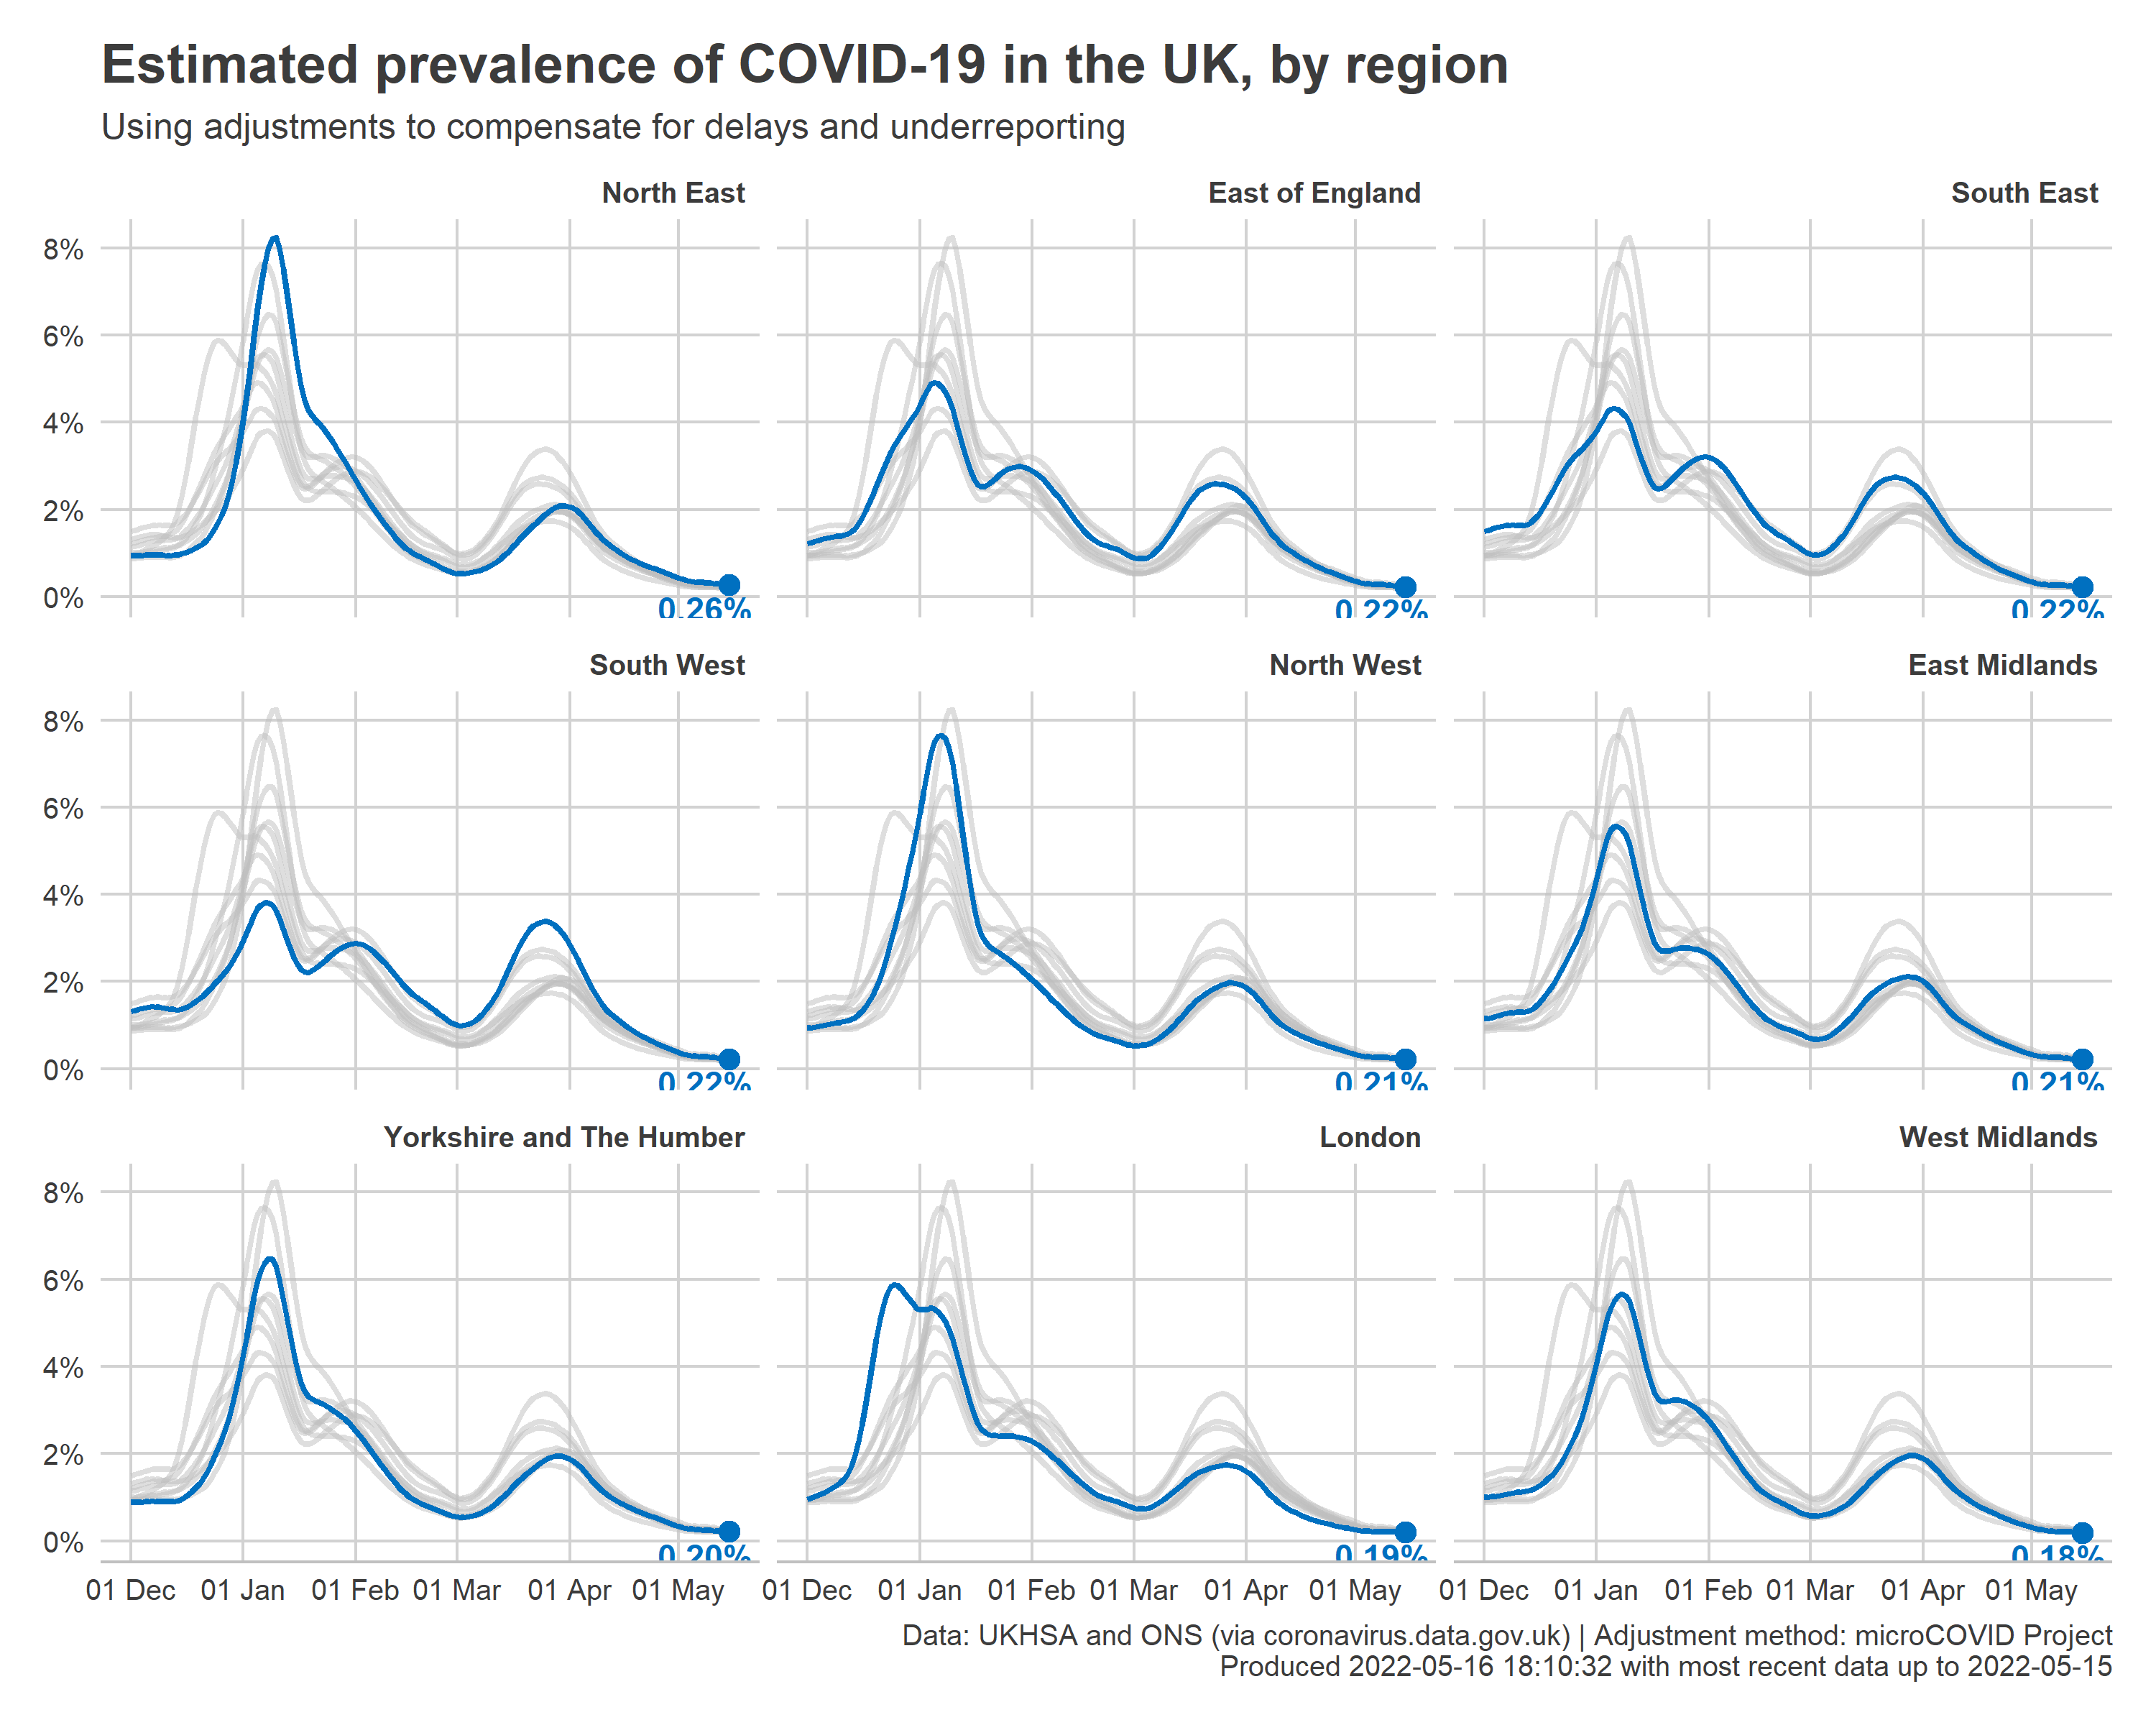 Estimated prevalence of COVID-19 in the UK, by region
Using adjustments to compensate for delays and underreporting
North East
East of England
South East
8%
6%
4%
2%
0%
0.26%
0.22%
0.22%
South West
North West
East Midlands
8%
6%
4%
2%
0%
0.22%
0.21%
0.21%
Yorkshire and The Humber
London
West Midlands
8%
6%
4%
2%
0%
0.20%
0.19%
0.18%
01 Dec 01 Jan 01 Feb 01 Mar 01 Apr 01 May 01 Dec 01 Jan 01 Feb 01 Mar 01 Apr 01 May 01 Dec 01 Jan 01 Feb 01 Mar 01 Apr 01 May
Data: UKHSA and ONS (via coronavirus.data.gov.uk) | Adjustment method: microCOVID Project
Produced 2022-05-16 18:10:32 with most recent data up to 2022-05-15